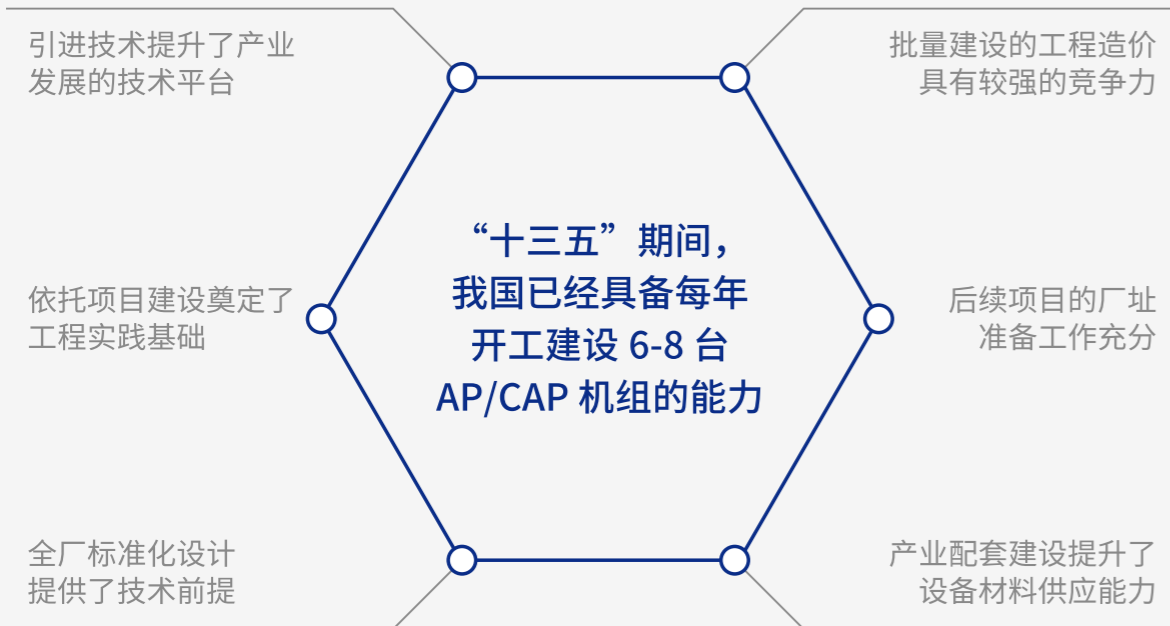 引进技术提升了产业
发展的技术平台
批量建设的工程造价
具有较强的竞争力
“十三五”期间，
我国已经具备每年
开工建设 6-8 台
AP/CAP 机组的能力
依托项目建设奠定了
工程实践基础
后续项目的厂址
准备工作充分
全厂标准化设计
提供了技术前提
产业配套建设提升了
设备材料供应能力